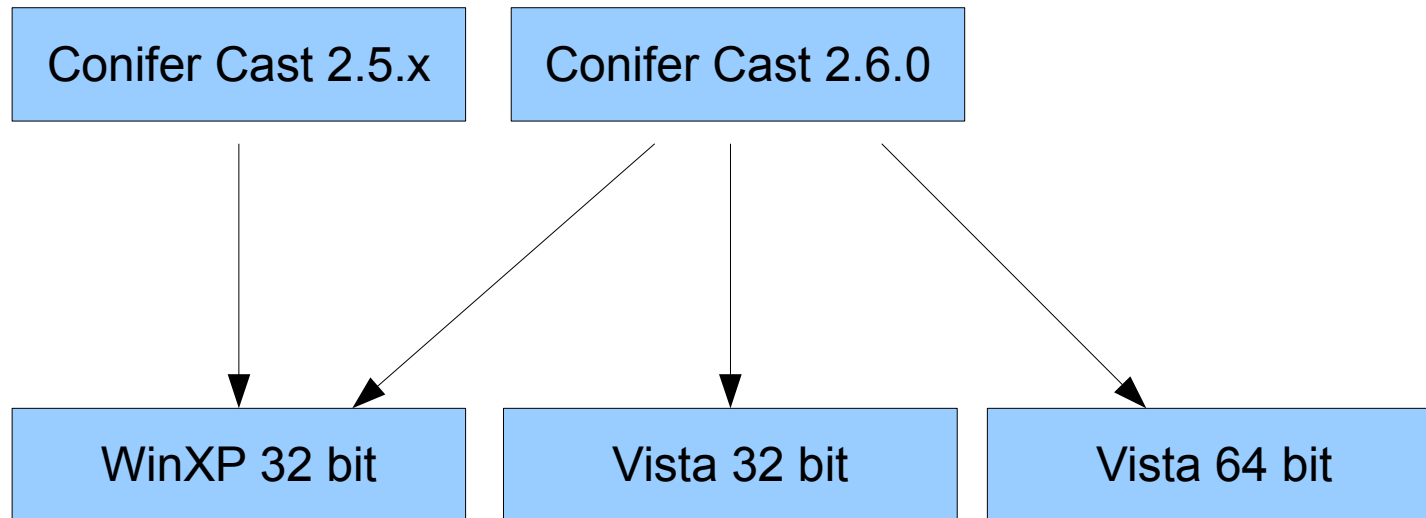 Conifer Cast 2.5.x
Conifer Cast 2.6.0
WinXP 32 bit
Vista 32 bit
Vista 64 bit